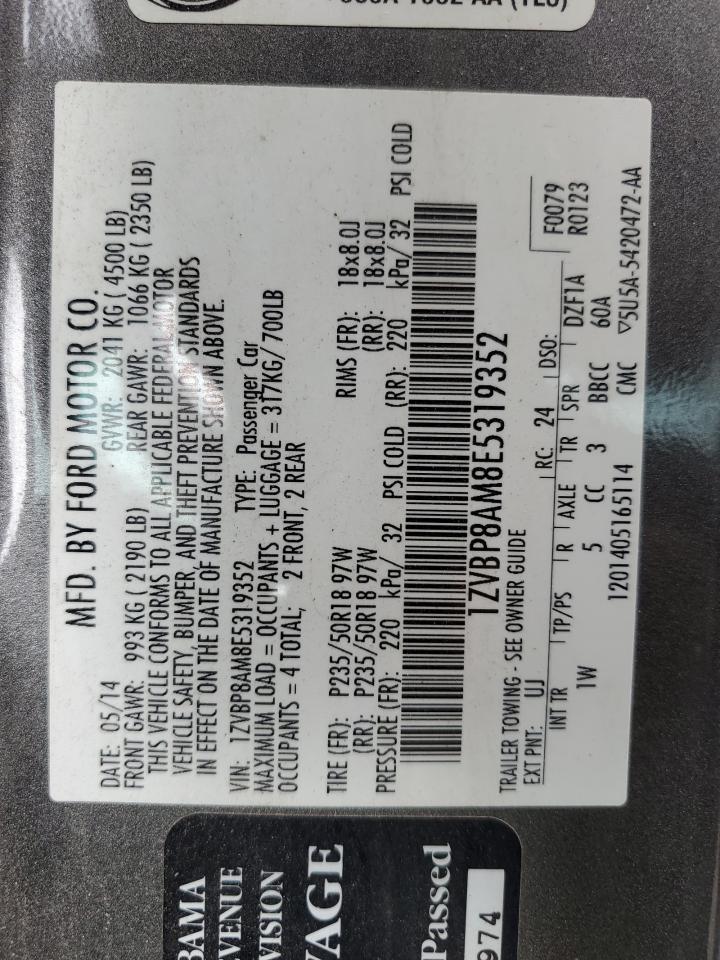 MFD. BY FORD MOTOR CO.
DATE: 05/14 GVWR: 2041 KG ( 4500 LB)
FRONT GAWR: 993 KG ( 2190 LB) REAR GAWR: 1066 KG ( 2350 LB)
THIS VEHICLE CONFORMS TO ALL APPLICABLE FEDERAL MOTOR
VEHICLE SAFETY, BUMPER, AND THEFT PREVENTION STANDARDS
IN EFFECT ON THE DATE OF MANUFACTURE SHOWN ABOVE.
VIN: 1ZVBP8AM8E5319352 TYPE: Passenger Car
MAXIMUM LOAD = OCCUPANTS + LUGGAGE = 317KG/ 700LB
OCCUPANTS = 4 TOTAL; 2 FRONT, 2 REAR
TIRE (FR): P235/50R18 97W RIMS (FR): 18x8.0J
(RR): P235/50R18 97W (RR): 18x8.0J
PRESSURE (FR): 220 kPa/ 32 PSI COLD (RR): 220 kPa/ 32 PSI COLD
1ZVBP8AM8E5319352
TRAILER TOWING - SEE OWNER GUIDE
EXT PNT: UJ RC: 24 DSO: F0079
INT TR TP/PS R AXLE TR SPR DZF1A R0123
1W 5 CC 3 BBCC 60A
1201405165114 CMC ▽5U5A-5420472-AA
BAMA
VENUE
VISION
VAGE
Passed
974